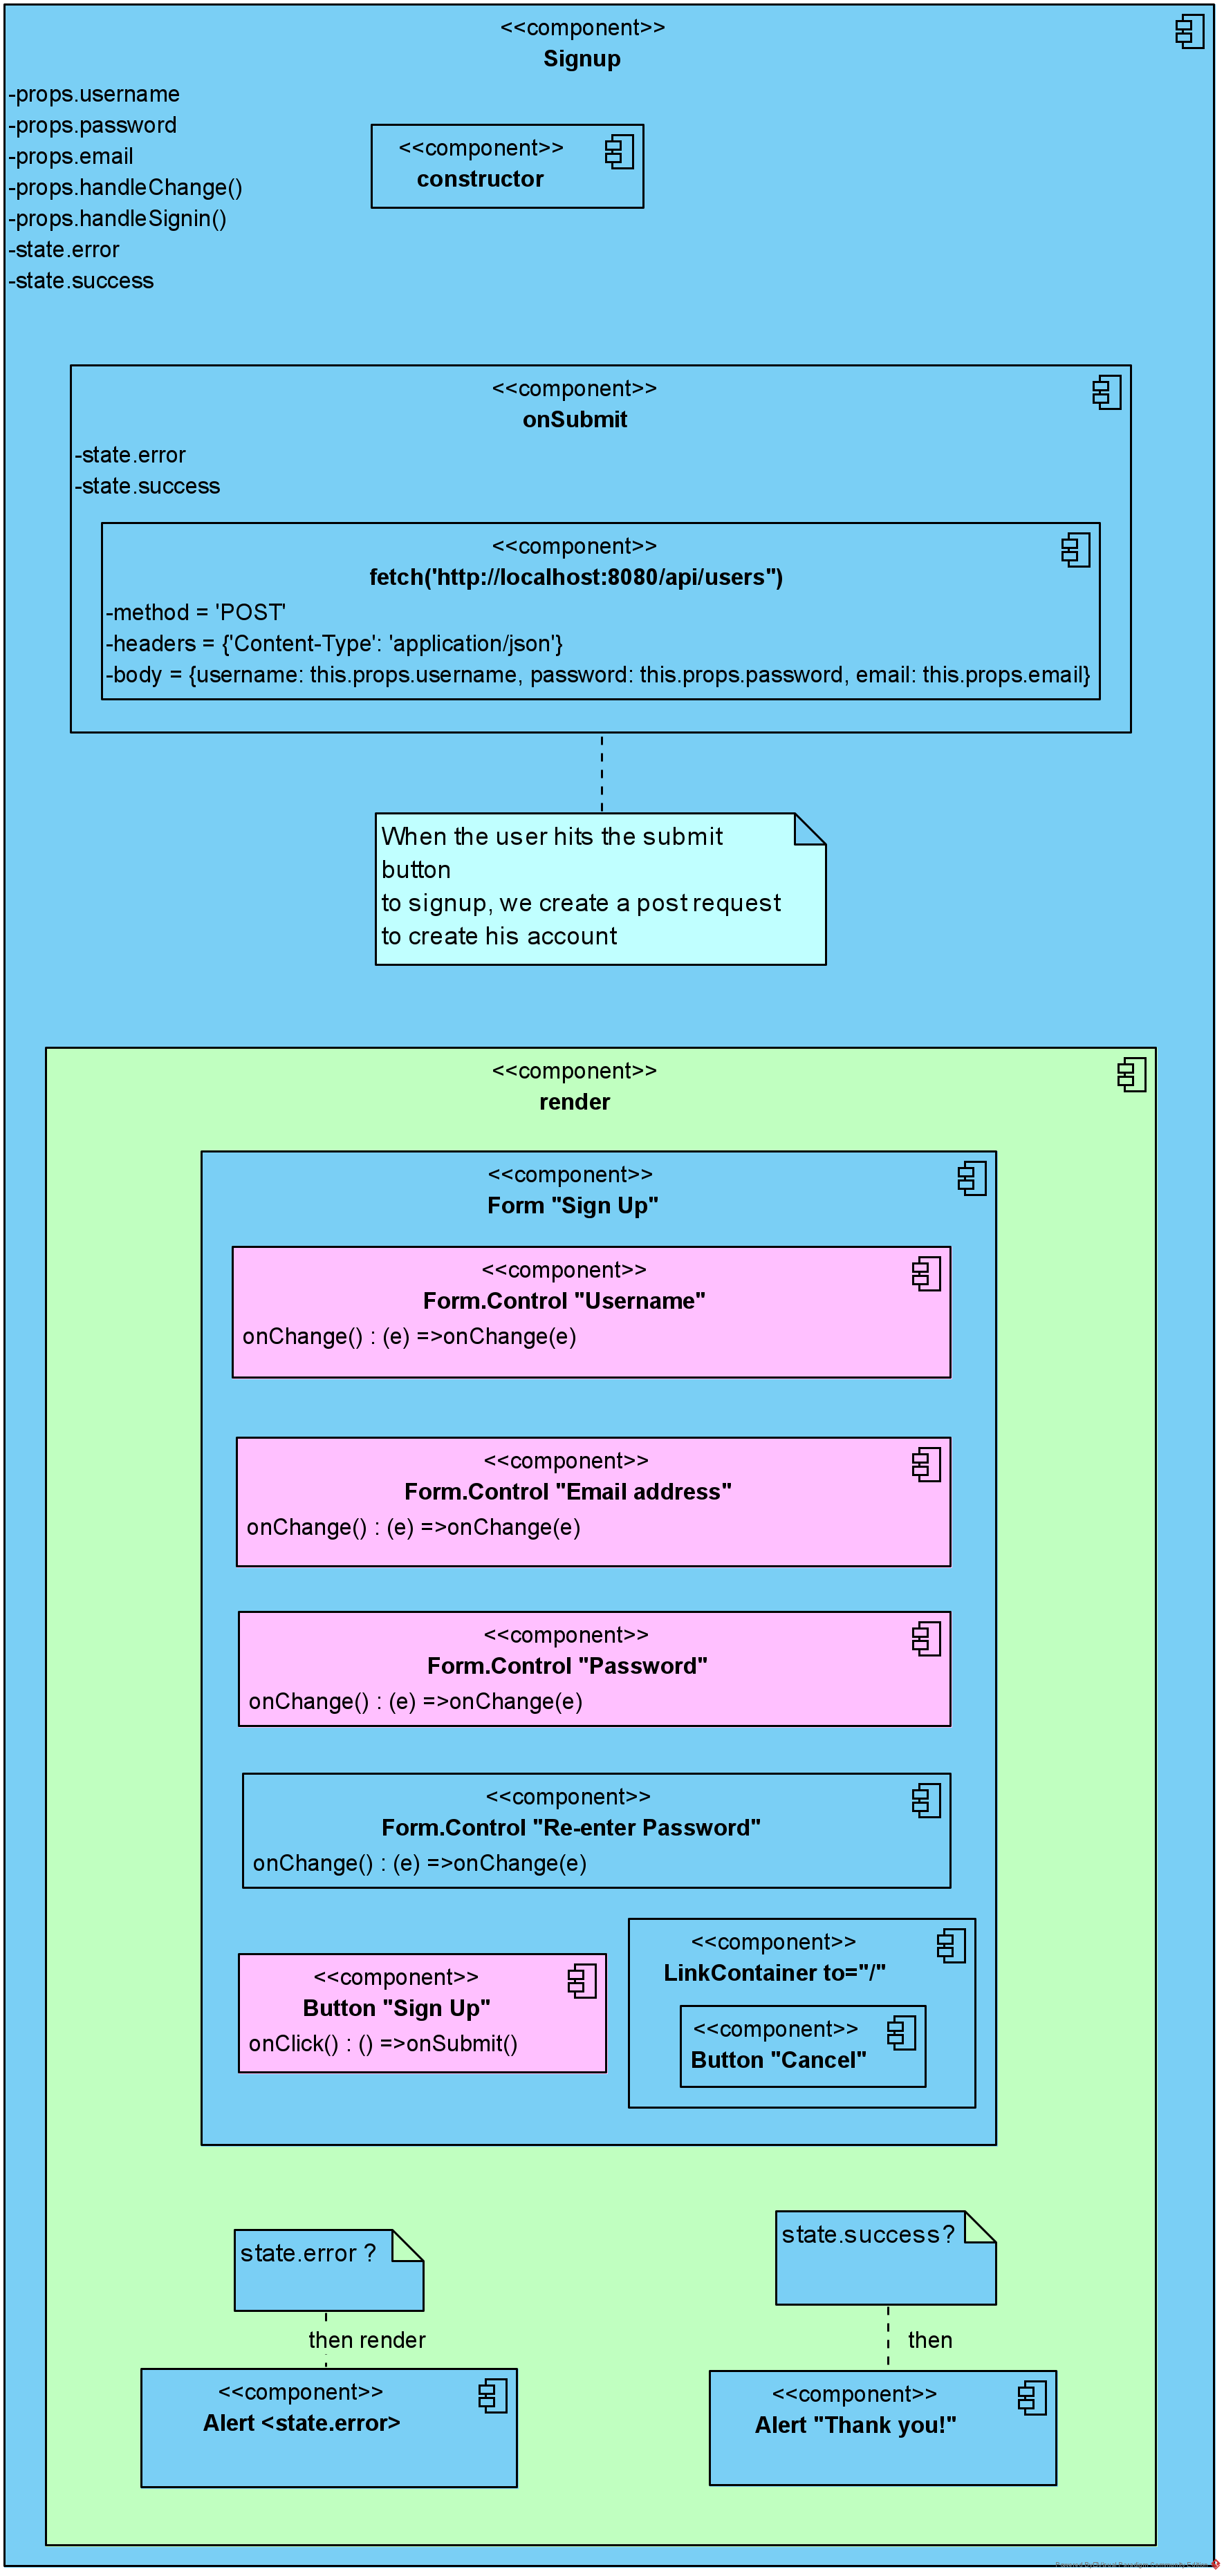 <<component>>
Signup
-props.username
-props.password
-props.email
-props.handleChange()
-props.handleSignin()
-state.error
-state.success
<<component>>
constructor
<<component>>
onSubmit
-state.error
-state.success
<<component>>
fetch('http://localhost:8080/api/users")
-method = 'POST'
-headers = {'Content-Type': 'application/json'}
-body = {username: this.props.username, password: this.props.password, email: this.props.email}
When the user hits the submit
button
to signup, we create a post request
to create his account
<<component>>
render
<<component>>
Form "Sign Up"
<<component>>
Form.Control "Username"
onChange() : (e) =>onChange(e)
<<component>>
Form.Control "Email address"
onChange() : (e) =>onChange(e)
<<component>>
Form.Control "Password"
onChange() : (e) =>onChange(e)
<<component>>
Form.Control "Re-enter Password"
onChange() : (e) =>onChange(e)
<<component>>
Button "Sign Up"
onClick() : () =>onSubmit()
<<component>>
LinkContainer to="/"
<<component>>
Button "Cancel"
state.error ?
then render
<<component>>
Alert <state.error>
state.success?
then
<<component>>
Alert "Thank you!"